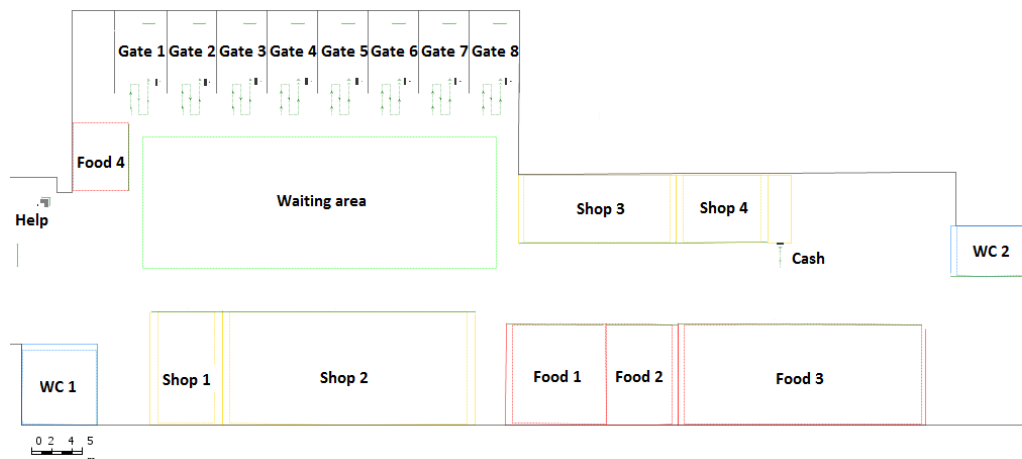 Gate 1 Gate 2 Gate 3 Gate 4 Gate 5 Gate 6 Gate 7 Gate 8
Food 4
Waiting area
Shop 3 Shop 4
Help
Cash
WC 2
WC 1
Shop 1
Shop 2
Food 1 Food 2 Food 3
0 2 4 5